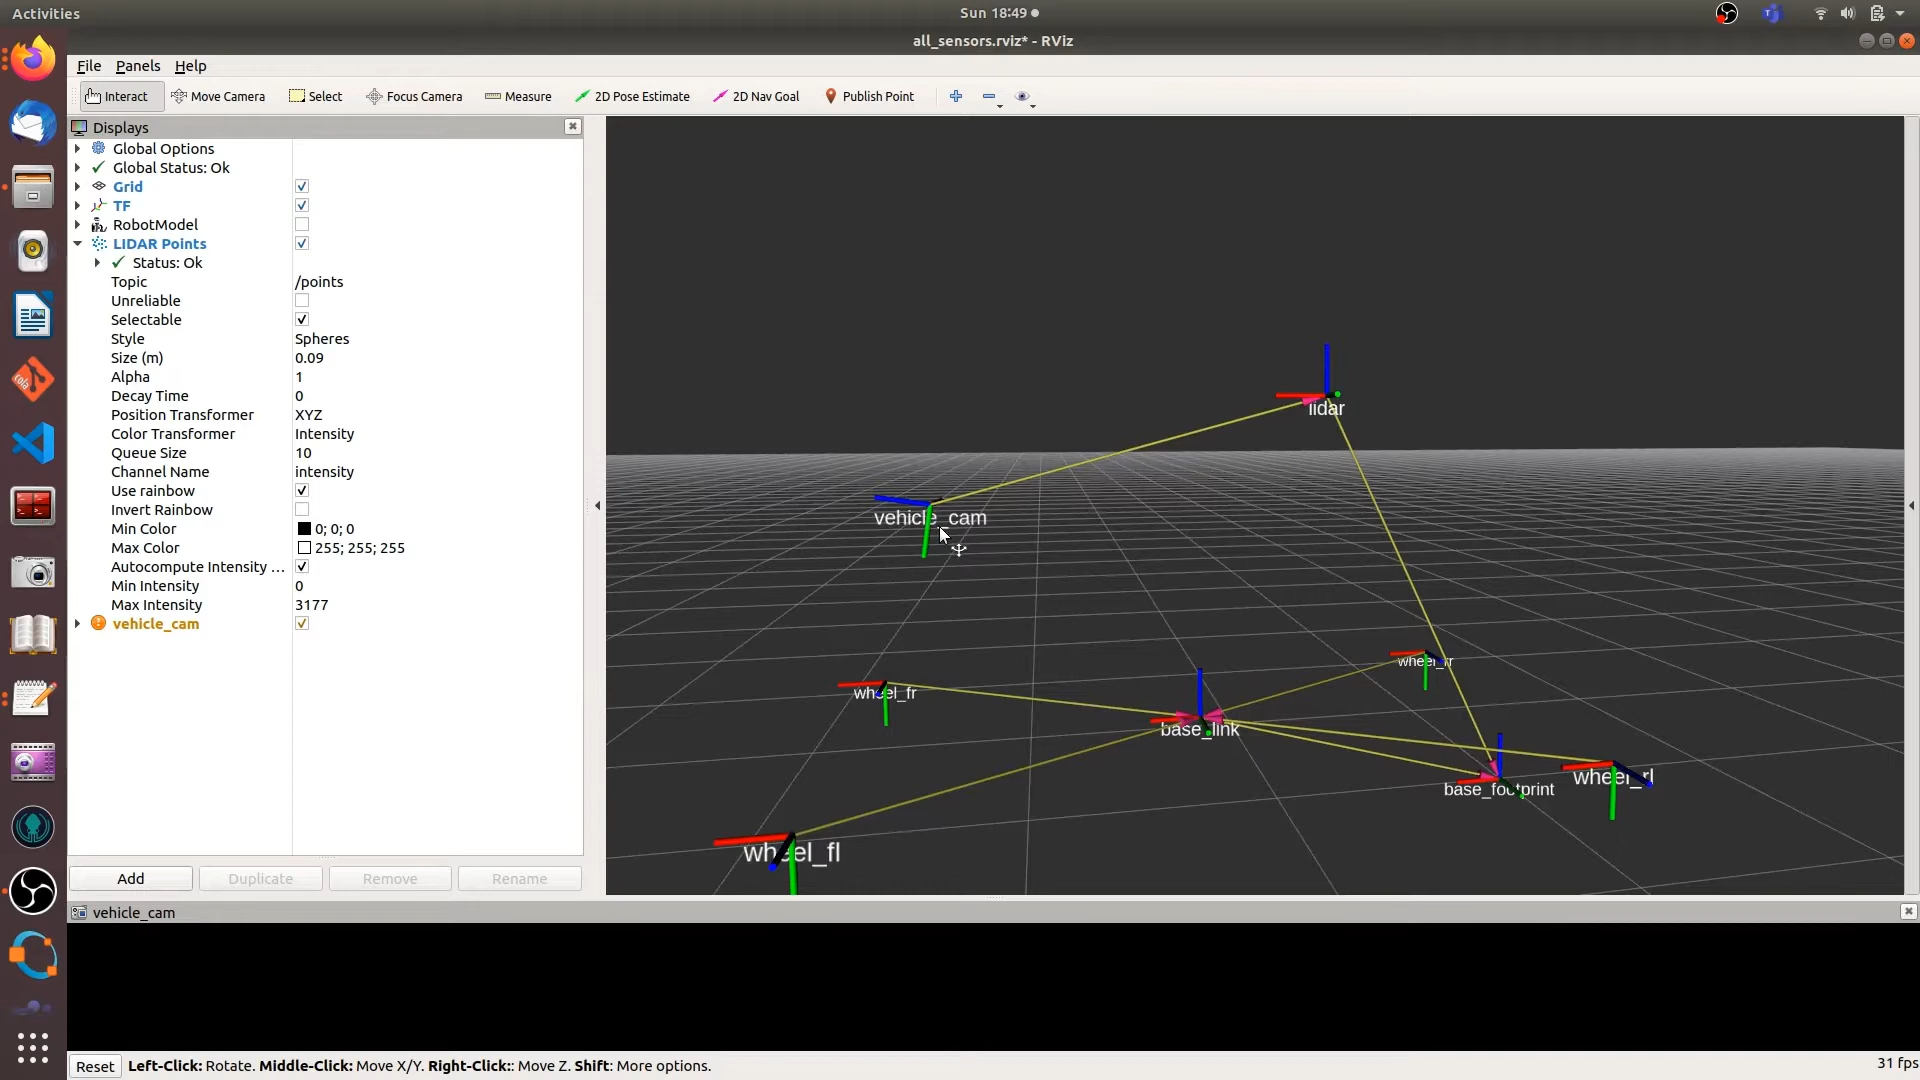 Activities
Sun 18:49
all_sensors.rviz* - RViz
File Panels Help
Interact Move Camera Select Focus Camera Measure 2D Pose Estimate 2D Nav Goal Publish Point
Displays
Global Options
Global Status: Ok
Grid
TF
RobotModel
LIDAR Points
Status: Ok
Topic /points
Unreliable
Selectable
Style Spheres
Size (m) 0.09
Alpha 1
Decay Time 0
Position Transformer XYZ
Color Transformer Intensity
Queue Size 10
Channel Name intensity
Use rainbow
Invert Rainbow
Min Color 0; 0; 0
Max Color 255; 255; 255
Autocompute Intensity ...
Min Intensity 0
Max Intensity 3177
vehicle_cam
Add Duplicate Remove Rename
lidar
vehicle_cam
wheel_rr
wheel_fr
base_link
wheel_rl
base_footprint
wheel_fl
vehicle_cam
Reset Left-Click: Rotate. Middle-Click: Move X/Y. Right-Click:: Move Z. Shift: More options.
31 fps